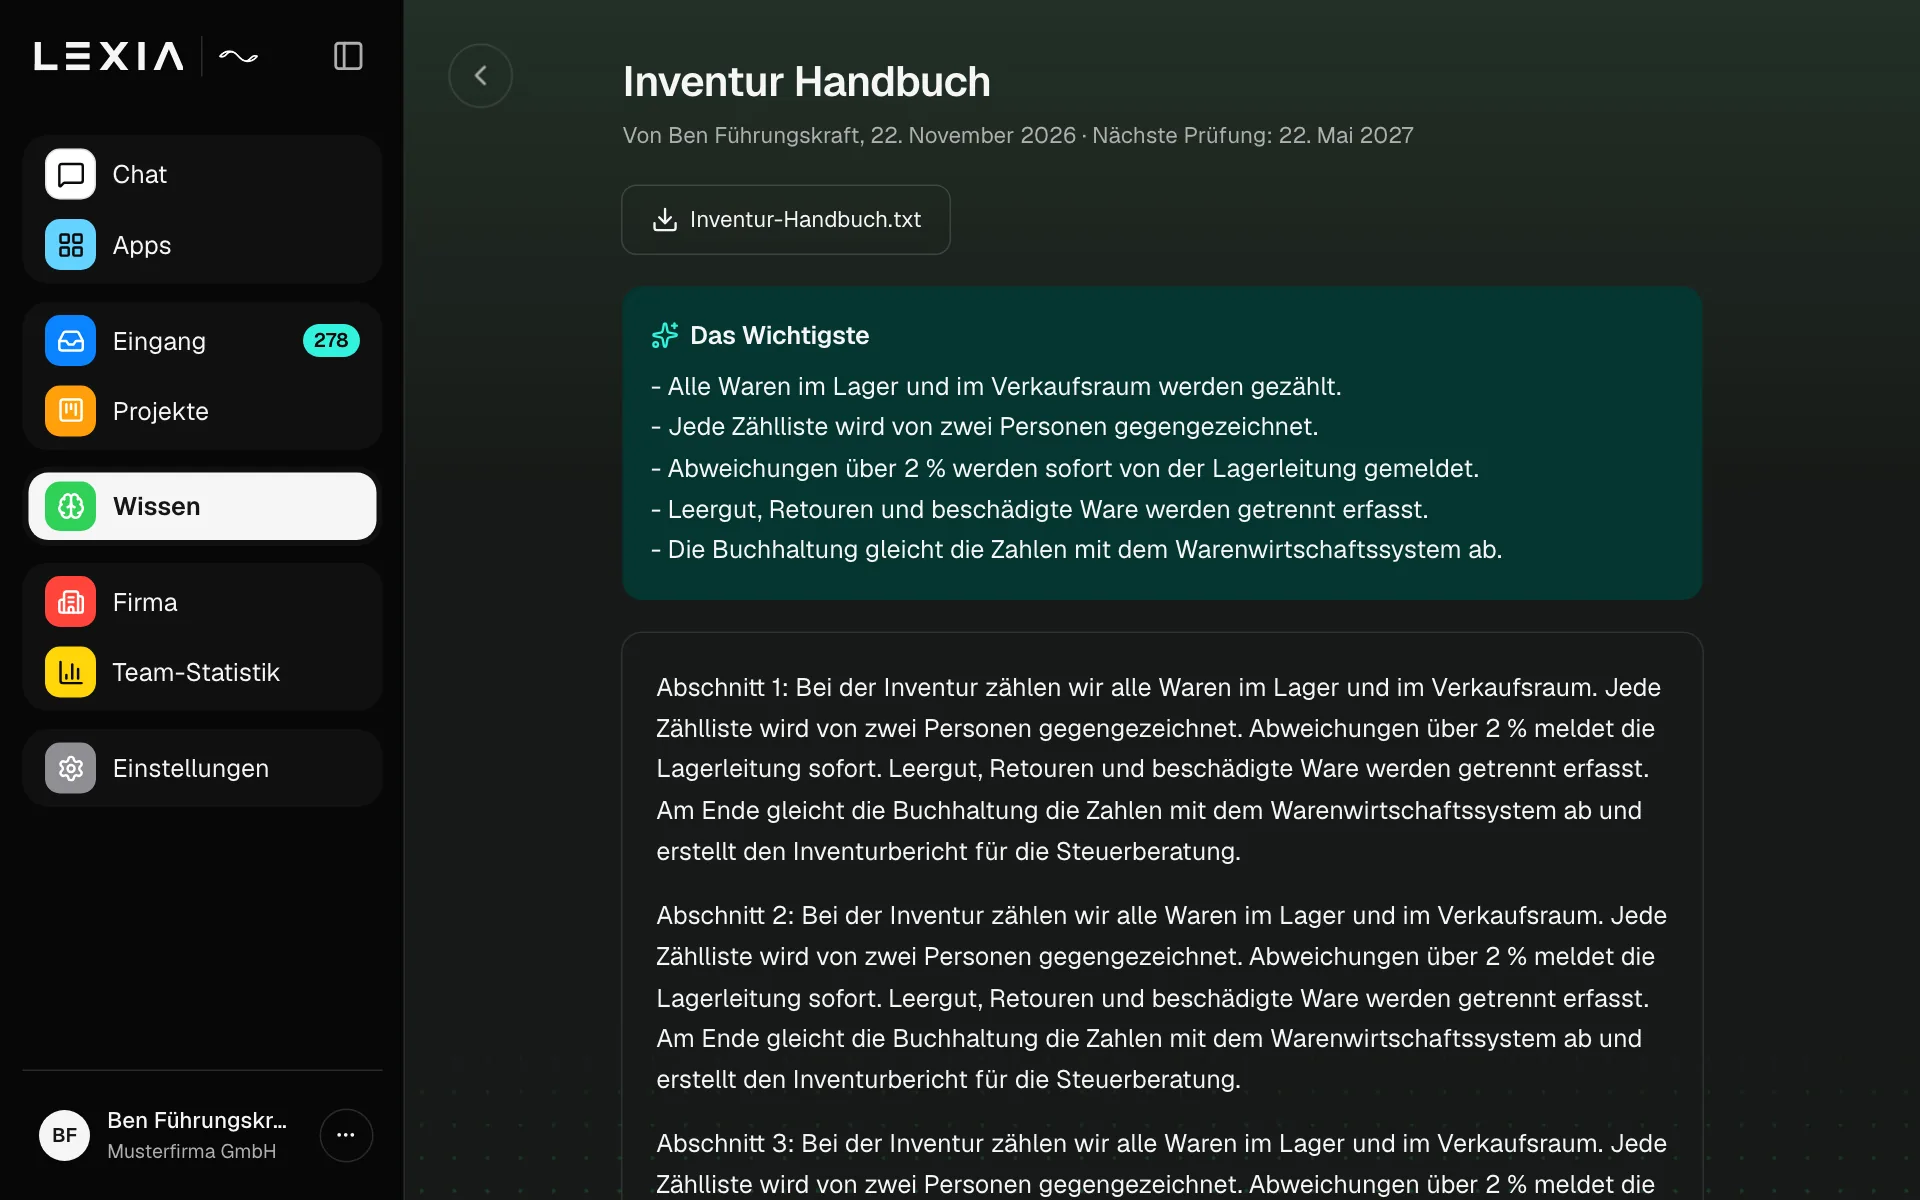 LEXIA
Chat
Apps
Eingang 278
Projekte
Wissen
Firma
Team-Statistik
Einstellungen
BF
Ben Führungskr...
Musterfirma GmbH
Inventur Handbuch
Von Ben Führungskraft, 22. November 2026 · Nächste Prüfung: 22. Mai 2027
Inventur-Handbuch.txt
Das Wichtigste
- Alle Waren im Lager und im Verkaufsraum werden gezählt.
- Jede Zählliste wird von zwei Personen gegengezeichnet.
- Abweichungen über 2 % werden sofort von der Lagerleitung gemeldet.
- Leergut, Retouren und beschädigte Ware werden getrennt erfasst.
- Die Buchhaltung gleicht die Zahlen mit dem Warenwirtschaftssystem ab.
Abschnitt 1: Bei der Inventur zählen wir alle Waren im Lager und im Verkaufsraum. Jede
Zählliste wird von zwei Personen gegengezeichnet. Abweichungen über 2 % meldet die
Lagerleitung sofort. Leergut, Retouren und beschädigte Ware werden getrennt erfasst.
Am Ende gleicht die Buchhaltung die Zahlen mit dem Warenwirtschaftssystem ab und
erstellt den Inventurbericht für die Steuerberatung.
Abschnitt 2: Bei der Inventur zählen wir alle Waren im Lager und im Verkaufsraum. Jede
Zählliste wird von zwei Personen gegengezeichnet. Abweichungen über 2 % meldet die
Lagerleitung sofort. Leergut, Retouren und beschädigte Ware werden getrennt erfasst.
Am Ende gleicht die Buchhaltung die Zahlen mit dem Warenwirtschaftssystem ab und
erstellt den Inventurbericht für die Steuerberatung.
Abschnitt 3: Bei der Inventur zählen wir alle Waren im Lager und im Verkaufsraum. Jede
Zählliste wird von zwei Personen gegengezeichnet. Abweichungen über 2 % meldet die